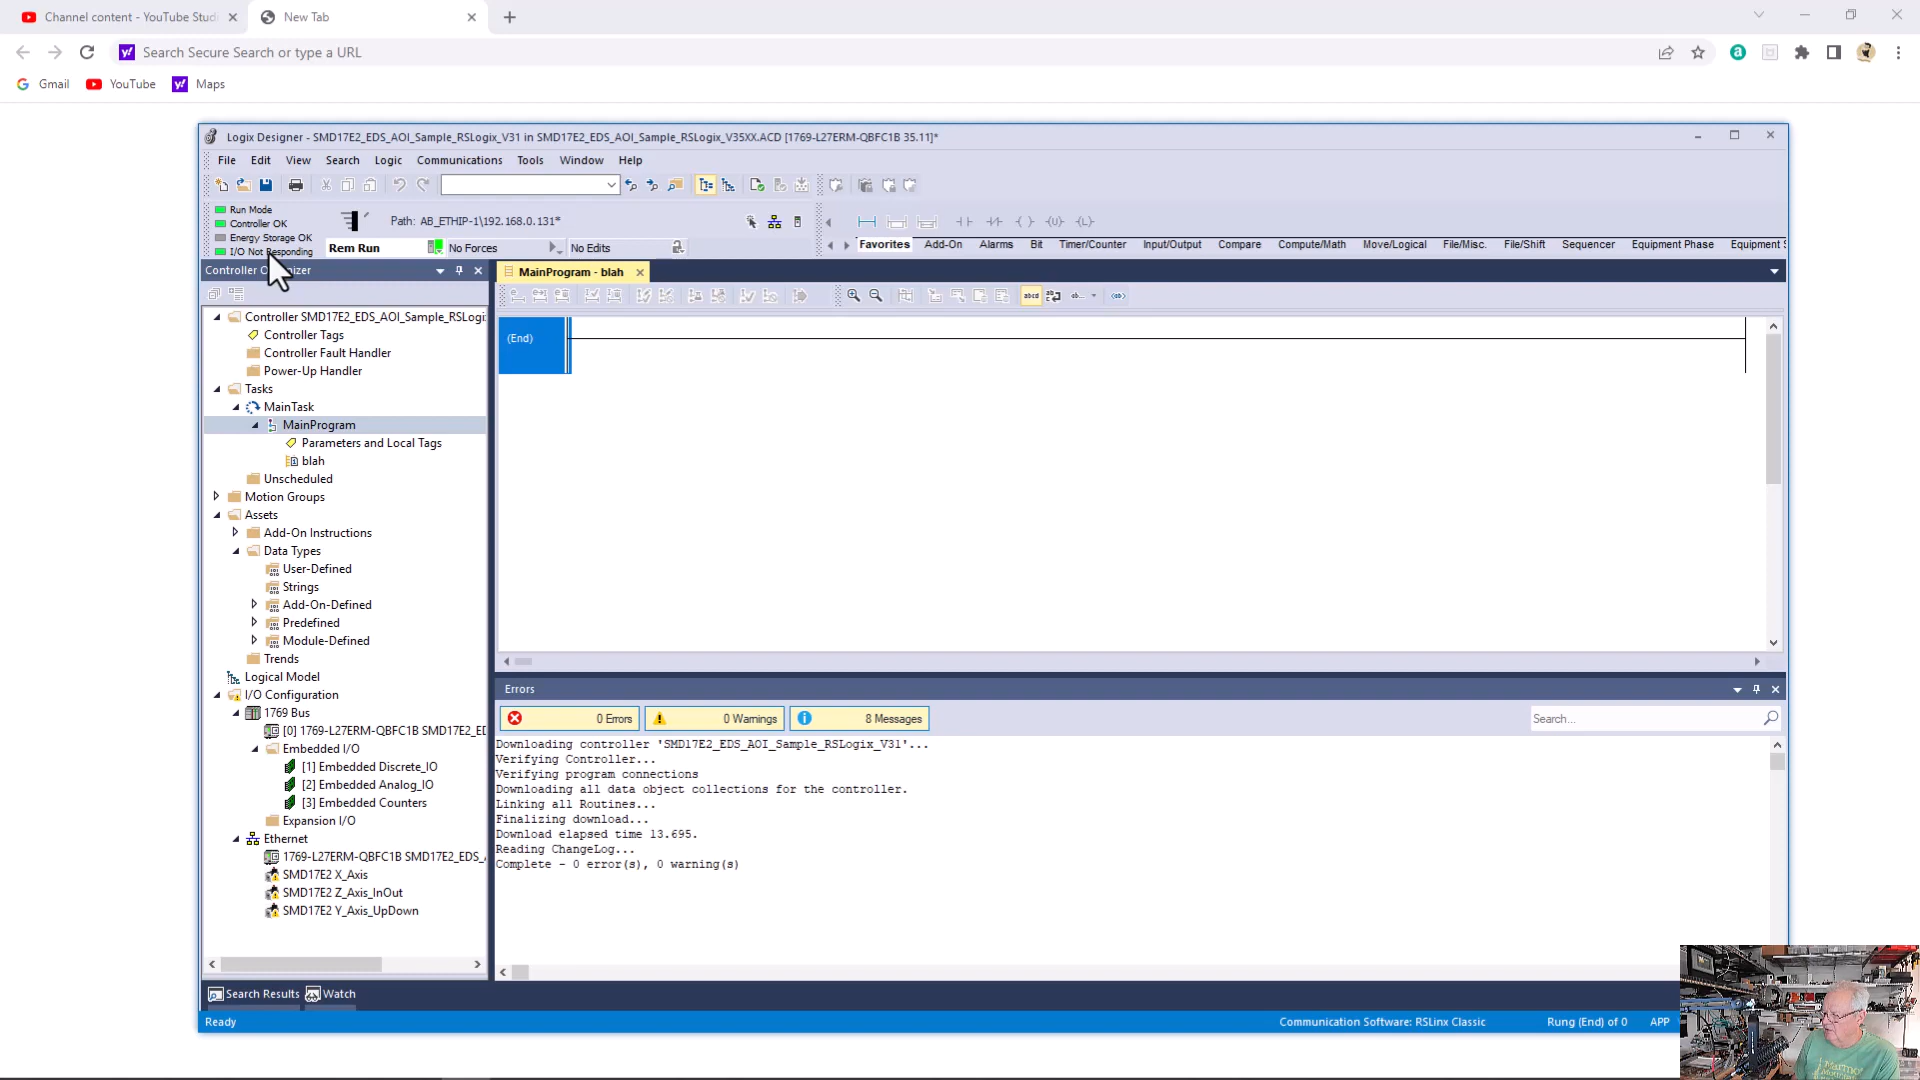 Channel content - YouTube Studi
New Tab
Search Secure Search or type a URL
Gmail YouTube Maps
Logix Designer - SMD17E2_EDS_AOI_Sample_RSLogix_V31 in SMD17E2_EDS_AOI_Sample_RSLogix_V35XX.ACD [1769-L27ERM-QBFC1B 35.11]*
File Edit View Search Logic Communications Tools Window Help
Run Mode
Controller OK
Energy Storage OK
I/O Not Responding
Path: AB_ETHIP-1\192.168.0.131*
Rem Run No Forces No Edits
Favorites Add-On Alarms Bit Timer/Counter Input/Output Compare Compute/Math Move/Logical File/Misc. File/Shift Sequencer Equipment Phase Equipment S
MainProgram - blah
Controller SMD17E2_EDS_AOI_Sample_RSLogi
Controller Tags
Controller Fault Handler
Power-Up Handler
Tasks
MainTask
MainProgram
Parameters and Local Tags
blah
Unscheduled
Motion Groups
Assets
Add-On Instructions
Data Types
User-Defined
Strings
Add-On-Defined
Predefined
Module-Defined
Trends
Logical Model
I/O Configuration
1769 Bus
[0] 1769-L27ERM-QBFC1B SMD17E2_E
Embedded I/O
[1] Embedded Discrete_IO
[2] Embedded Analog_IO
[3] Embedded Counters
Expansion I/O
Ethernet
1769-L27ERM-QBFC1B SMD17E2_EDS_
SMD17E2 X_Axis
SMD17E2 Z_Axis_InOut
SMD17E2 Y_Axis_UpDown
(End)
Errors
0 Errors 0 Warnings 8 Messages
Search...
Downloading controller 'SMD17E2_EDS_AOI_Sample_RSLogix_V31'...
Verifying Controller...
Verifying program connections
Downloading all data object collections for the controller.
Linking all Routines...
Finalizing download...
Download elapsed time 13.695.
Reading ChangeLog...
Complete - 0 error(s), 0 warning(s)
Search Results Watch
Ready
Communication Software: RSLinx Classic
Rung (End) of 0
APP